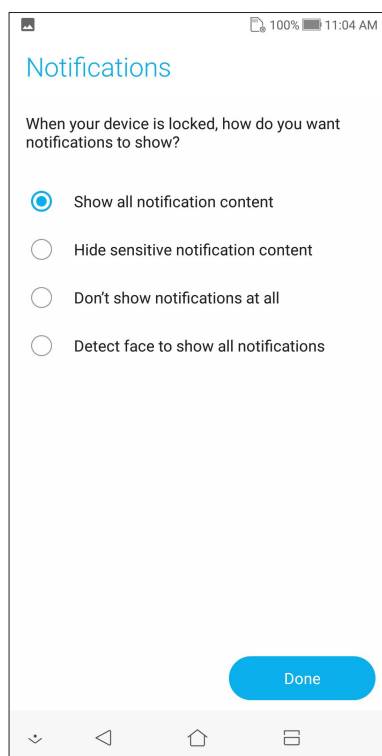 100% 11:04 AM
Notifications
When your device is locked, how do you want
notifications to show?
Show all notification content
Hide sensitive notification content
Don’t show notifications at all
Detect face to show all notifications
Done